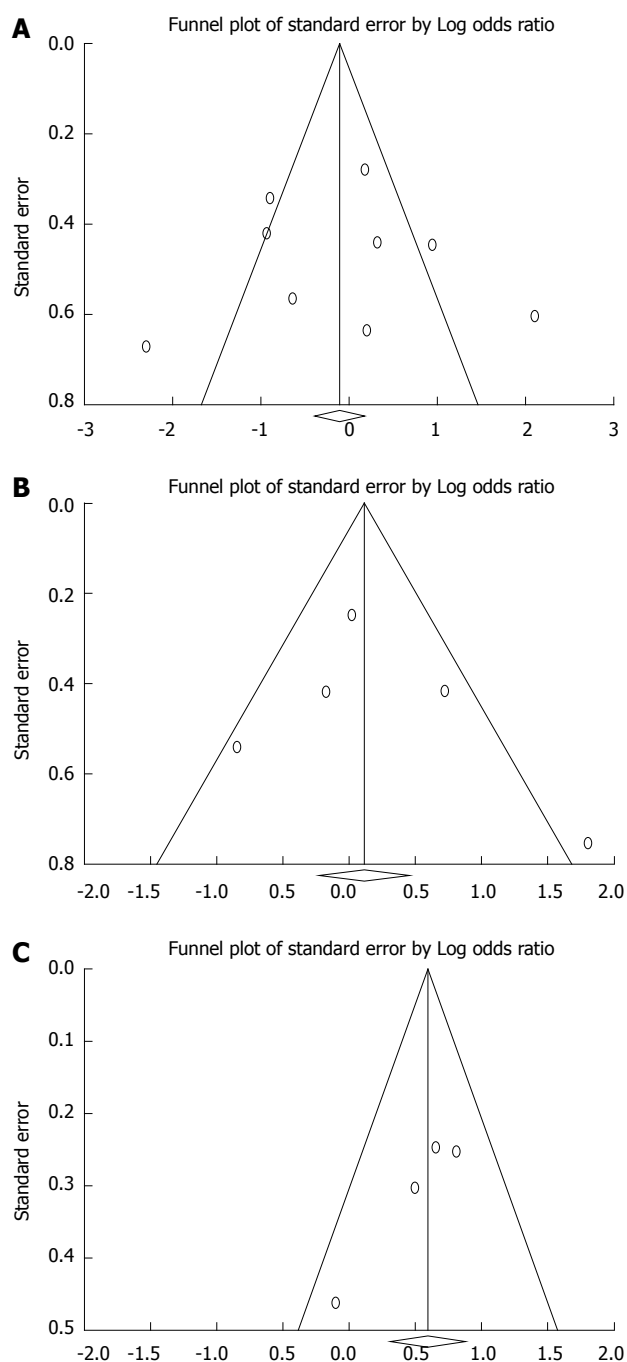 A
Funnel plot of standard error by Log odds ratio
Standard error
0.0
0.2
0.4
0.6
0.8
-3 -2 -1 0 1 2 3
B
Funnel plot of standard error by Log odds ratio
Standard error
0.0
0.2
0.4
0.6
0.8
-2.0 -1.0 0.5 0.0 0.5 1.0 1.5 2.0
C
Funnel plot of standard error by Log odds ratio
Standard error
0.0
0.1
0.2
0.3
0.4
0.5
-2.0 -1.5 -1.0 0.5 0.0 0.5 1.0 1.5 2.0